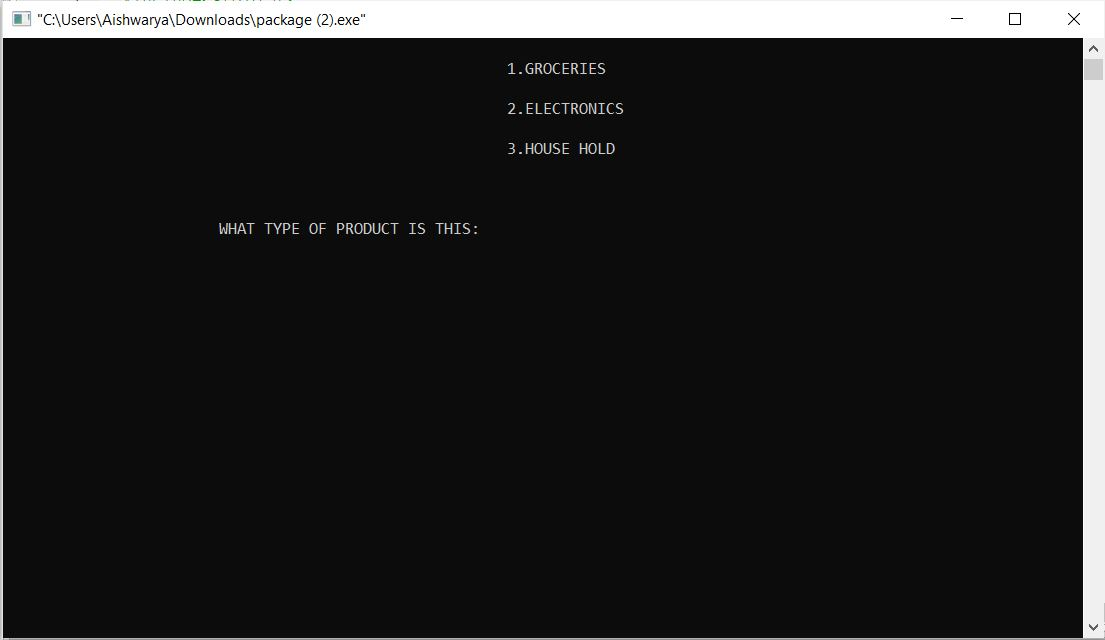 "C:\Users\Aishwarya\Downloads\package (2).exe"
1.GROCERIES
2.ELECTRONICS
3.HOUSE HOLD
WHAT TYPE OF PRODUCT IS THIS: